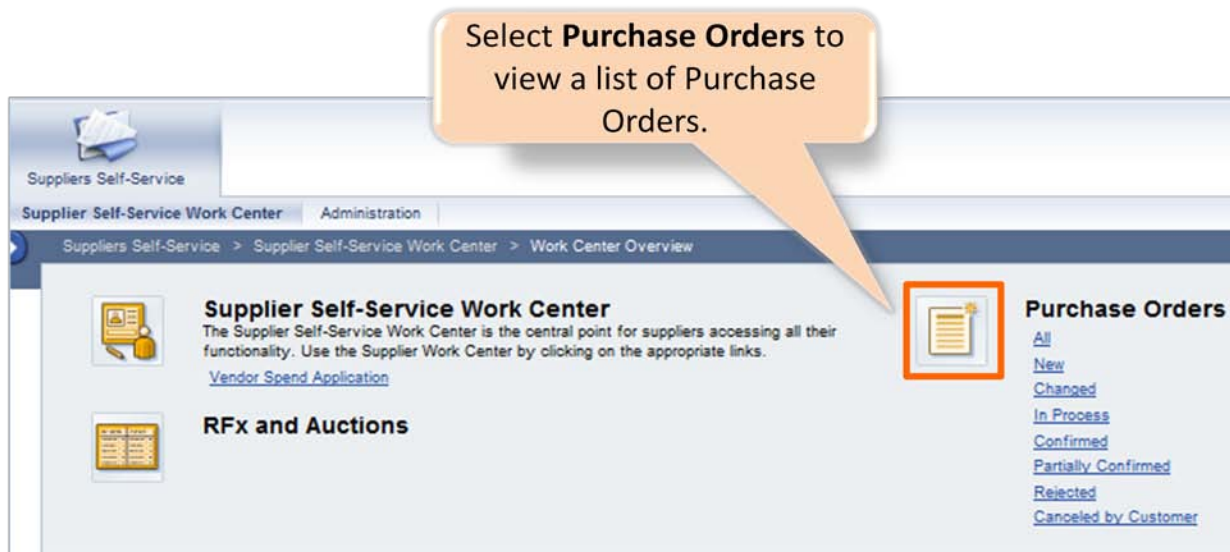 Select Purchase Orders to
view a list of Purchase
Orders.
Suppliers Self-Service
Supplier Self-Service Work Center Administration
Suppliers Self-Service > Supplier Self-Service Work Center > Work Center Overview
Supplier Self-Service Work Center
The Supplier Self-Service Work Center is the central point for suppliers accessing all their
functionality. Use the Supplier Work Center by clicking on the appropriate links.
Vendor Spend Application
RFx and Auctions
Purchase Orders
All
New
Changed
In Process
Confirmed
Partially Confirmed
Rejected
Canceled by Customer